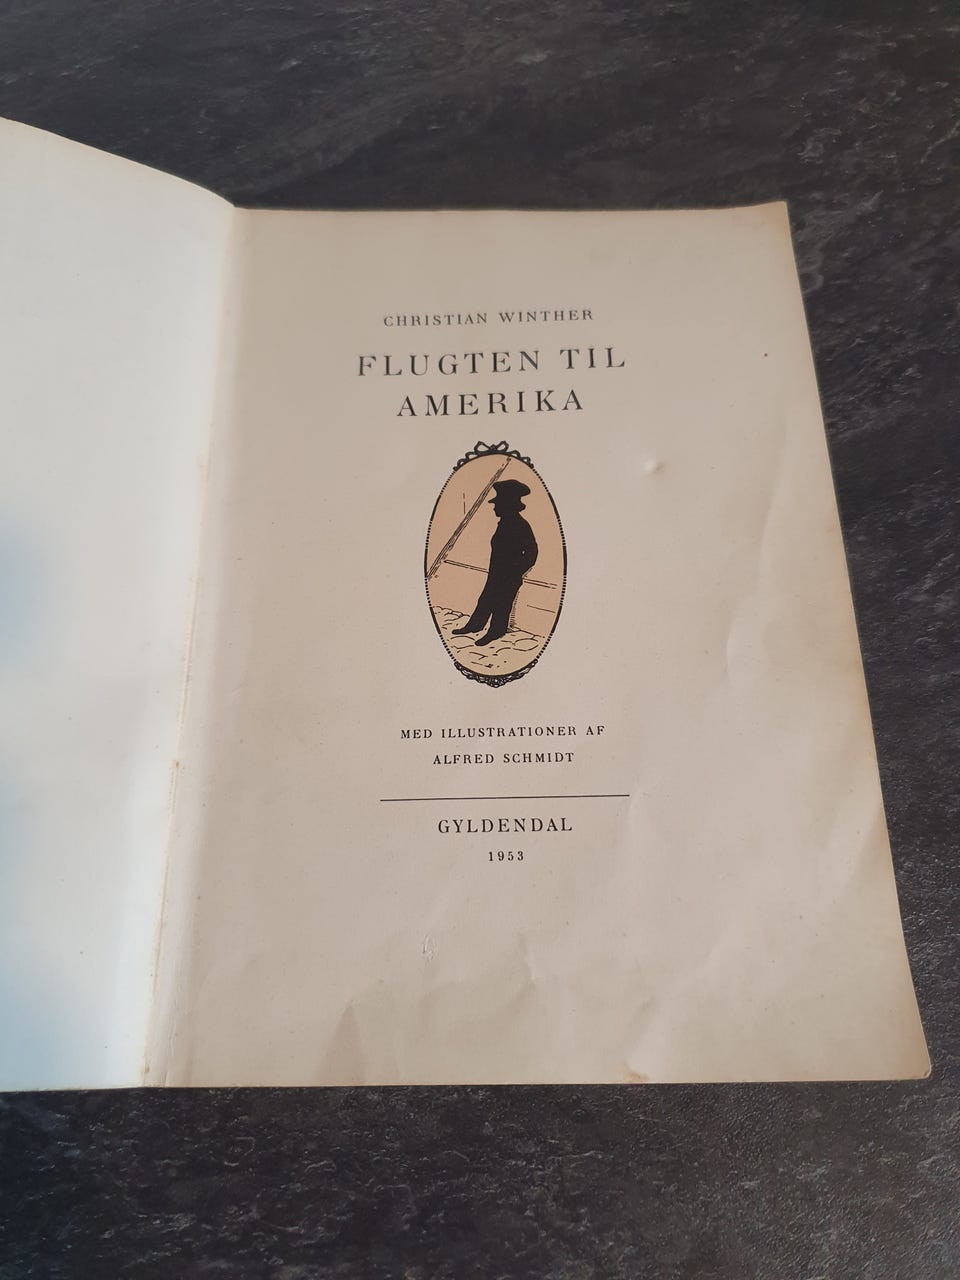 CHRISTIAN WINTHER
FLUGTEN TIL
AMERIKA
MED ILLUSTRATIONER AF
ALFRED SCHMIDT
GYLDENDAL
1953